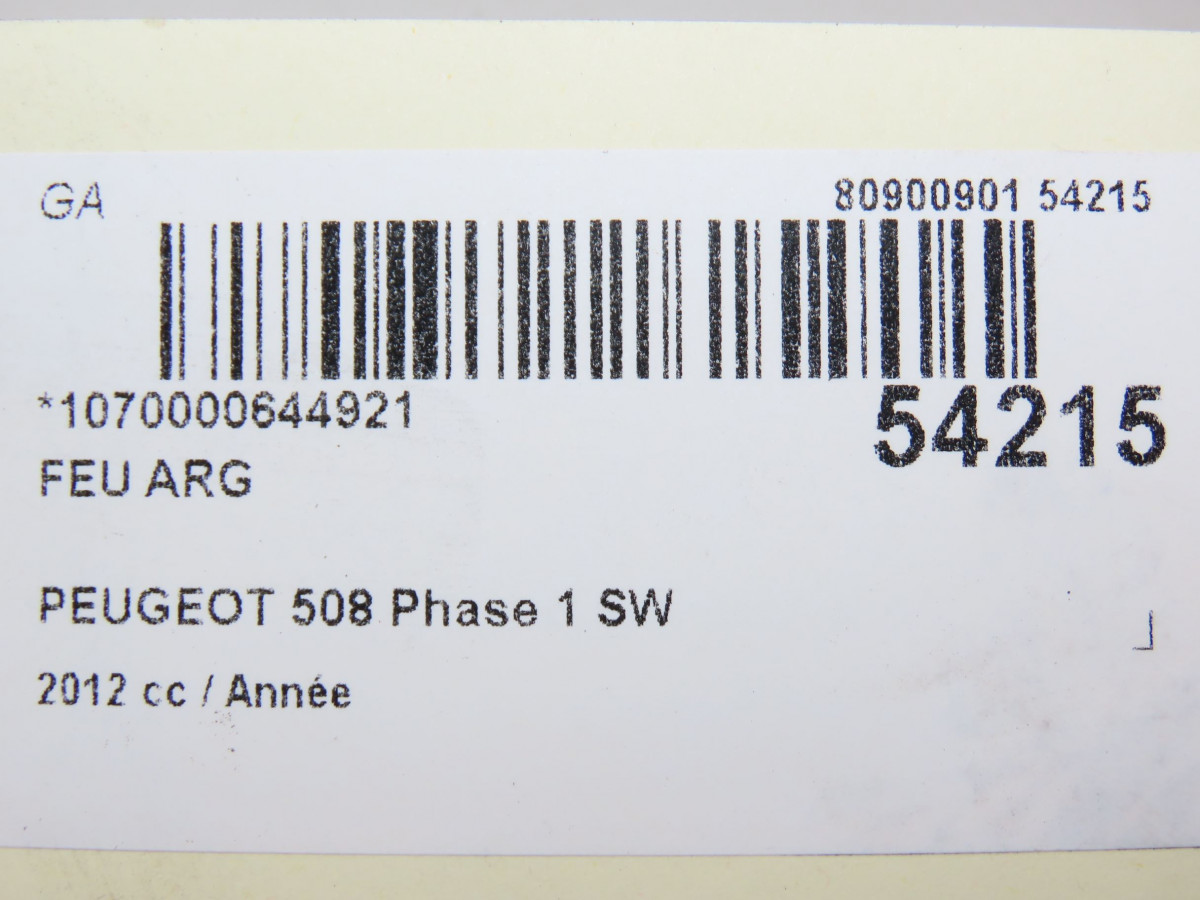 GA
80900901 54215
*1070000644921
54215
FEU ARG
PEUGEOT 508 Phase 1 SW
2012 cc / Année